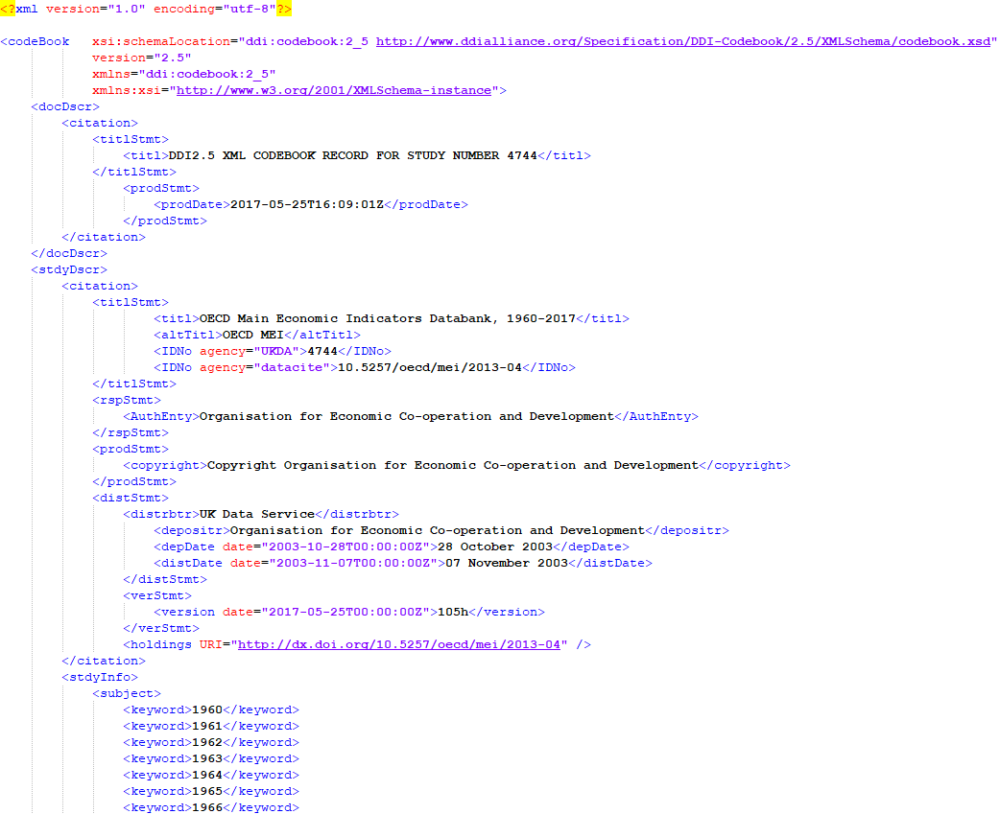 <?xml version="1.0" encoding="utf-8"?>
<codeBook xsi:schemaLocation="ddi:codebook:2_5 http://www.ddialliance.org/Specification/DDI-Codebook/2.5/XMLSchema/codebook.xsd"
version="2.5"
xmlns="ddi:codebook:2_5"
xmlns:xsi="http://www.w3.org/2001/XMLSchema-instance">
<docDscr>
<citation>
<titlStmt>
<titl>DDI2.5 XML CODEBOOK RECORD FOR STUDY NUMBER 4744</titl>
</titlStmt>
<prodStmt>
<prodDate>2017-05-25T16:09:01Z</prodDate>
</prodStmt>
</citation>
</docDscr>
<stdyDscr>
<citation>
<titlStmt>
<titl>OECD Main Economic Indicators Databank, 1960-2017</titl>
<altTitl>OECD MEI</altTitl>
<IDNo agency="UKDA">4744</IDNo>
<IDNo agency="datacite">10.5257/oecd/mei/2013-04</IDNo>
</titlStmt>
<rspStmt>
<AuthEnty>Organisation for Economic Co-operation and Development</AuthEnty>
</rspStmt>
<prodStmt>
<copyright>Copyright Organisation for Economic Co-operation and Development</copyright>
</prodStmt>
<distStmt>
<distrbtr>UK Data Service</distrbtr>
<depositr>Organisation for Economic Co-operation and Development</depositr>
<depDate date="2003-10-28T00:00:00Z">28 October 2003</depDate>
<distDate date="2003-11-07T00:00:00Z">07 November 2003</distDate>
</distStmt>
<verStmt>
<version date="2017-05-25T00:00:00Z">105h</version>
</verStmt>
<holdings URI="http://dx.doi.org/10.5257/oecd/mei/2013-04" />
</citation>
<stdyInfo>
<subject>
<keyword>1960</keyword>
<keyword>1961</keyword>
<keyword>1962</keyword>
<keyword>1963</keyword>
<keyword>1964</keyword>
<keyword>1965</keyword>
<keyword>1966</keyword>